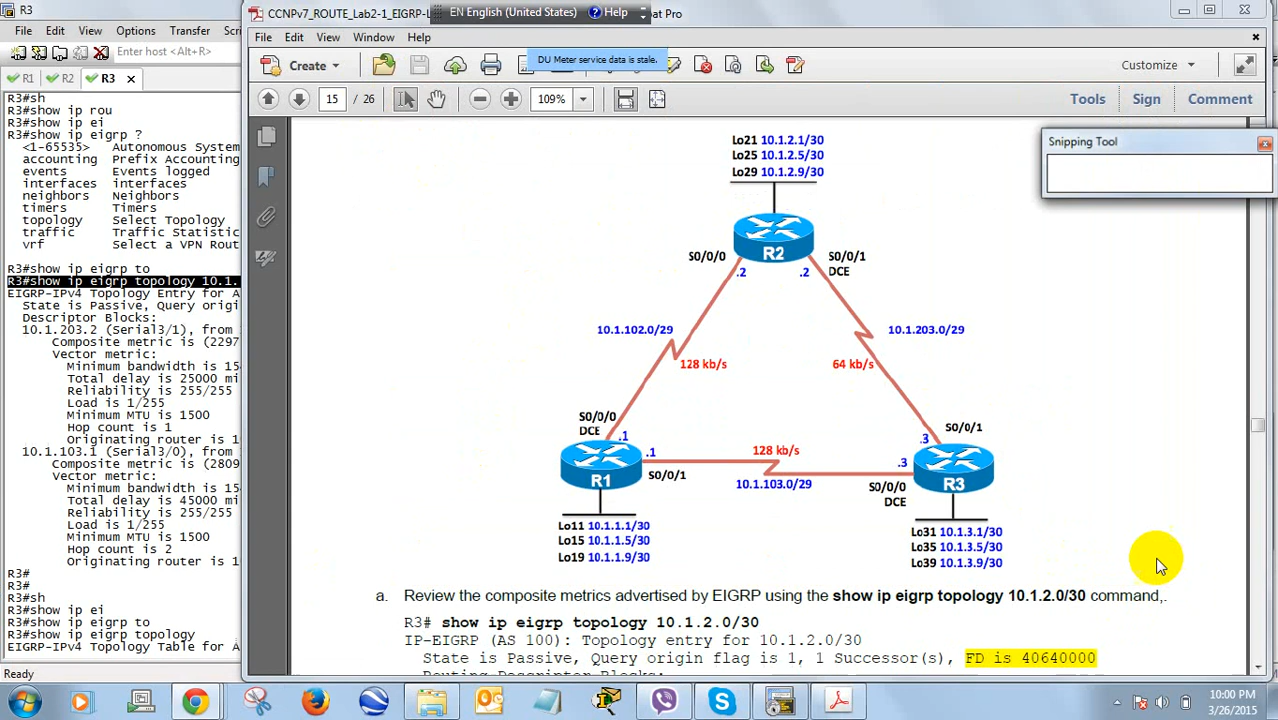 R3
File Edit View Options Transfer Scr
Enter host <Alt+R>
R1 R2 R3
R3#sh
R3#show ip rou
R3#show ip ei
R3#show ip eigrp ?
<1-65535> Autonomous System
accounting Prefix Accounting
events Events logged
interfaces interfaces
neighbors Neighbors
timers Timers
topology Select Topology
traffic Traffic Statistic
vrf Select a VPN Rout
R3#show ip eigrp to
R3#show ip eigrp topology 10.1.
EIGRP-IPv4 Topology Entry for A
State is Passive, Query origi
Descriptor Blocks:
10.1.203.2 (Serial3/1), from
Composite metric is (2297
Vector metric:
Minimum bandwidth is 15
Total delay is 25000 mi
Reliability is 255/255
Load is 1/255
Minimum MTU is 1500
Hop count is 1
Originating router is 1
10.1.103.1 (Serial3/0), from
Composite metric is (2809
Vector metric:
Minimum bandwidth is 15
Total delay is 45000 mi
Reliability is 255/255
Load is 1/255
Minimum MTU is 1500
Hop count is 2
Originating router is 1
R3#
R3#
R3#sh
R3#show ip ei
R3#show ip eigrp to
R3#show ip eigrp topology
EIGRP-IPv4 Topology Table for A
Ready
CCNPv7_ROUTE_Lab2-1_EIGRP-L
EN English (United States) Help
at Pro
File Edit View Window Help
DU Meter service data is stale.
Create
Customize
15 / 26
109%
Tools Sign Comment
Snipping Tool
Lo21 10.1.2.1/30
Lo25 10.1.2.5/30
Lo29 10.1.2.9/30
R2
S0/0/0
S0/0/1
DCE
.2 .2
10.1.102.0/29
10.1.203.0/29
128 kb/s
64 kb/s
S0/0/0
DCE
S0/0/1
.1
.3
.1
128 kb/s
.3
R1
S0/0/1
10.1.103.0/29
R3
S0/0/0
DCE
Lo11 10.1.1.1/30
Lo15 10.1.1.5/30
Lo19 10.1.1.9/30
Lo31 10.1.3.1/30
Lo35 10.1.3.5/30
Lo39 10.1.3.9/30
a. Review the composite metrics advertised by EIGRP using the show ip eigrp topology 10.1.2.0/30 command,.
R3# show ip eigrp topology 10.1.2.0/30
IP-EIGRP (AS 100): Topology entry for 10.1.2.0/30
State is Passive, Query origin flag is 1, 1 Successor(s), FD is 40640000
10:00 PM
3/26/2015